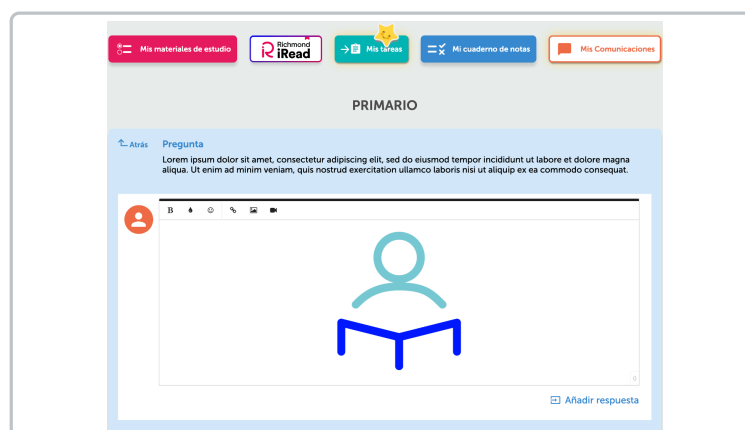 Mis materiales de estudio
Richmond
iRead
Mis tareas
Mi cuaderno de notas
Mis Comunicaciones
PRIMARIO
Atrás
Pregunta
Lorem ipsum dolor sit amet, consectetur adipiscing elit, sed do eiusmod tempor incididunt ut labore et dolore magna
aliqua. Ut enim ad minim veniam, quis nostrud exercitation ullamco laboris nisi ut aliquip ex ea commodo consequat.
B
Añadir respuesta